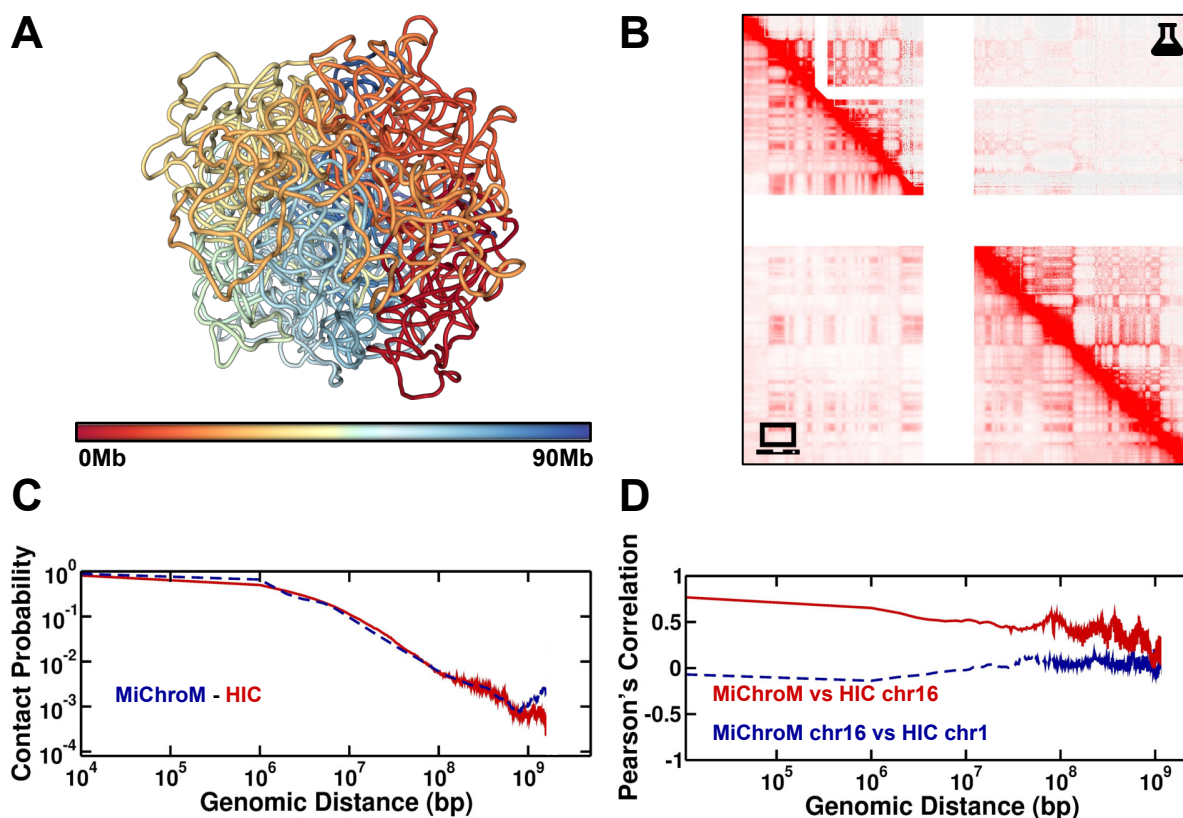 A
B
0Mb
90Mb
C
Contact Probability
10^0
10^-1
10^-2
10^-3
10^-4
MiChroM - HIC
10^4
10^5
10^6
10^7
10^8
10^9
Genomic Distance (bp)
D
Pearson's Correlation
1
0.5
0
-0.5
-1
MiChroM vs HIC chr16
MiChroM chr16 vs HIC chr1
10^5
10^6
10^7
10^8
10^9
Genomic Distance (bp)